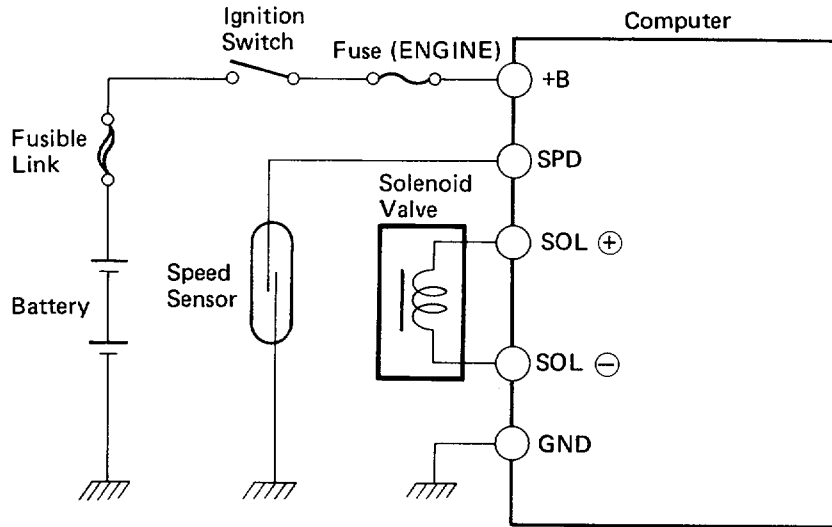 Computer
Ignition
Switch
Fuse (ENGINE)
+B
Fusible
Link
SPD
Solenoid
Valve
SOL ⊕
Speed
Sensor
Battery
SOL ⊖
GND